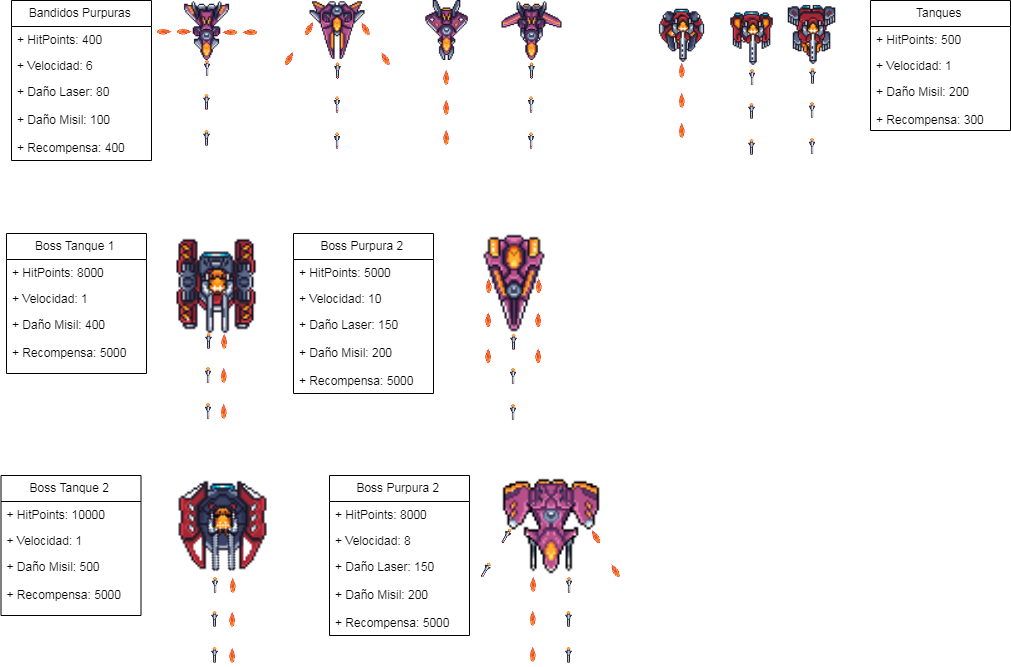 Bandidos Purpuras
+ HitPoints: 400
+ Velocidad: 6
+ Daño Laser: 80
+ Daño Misil: 100
+ Recompensa: 400
Tanques
+ HitPoints: 500
+ Velocidad: 1
+ Daño Misil: 200
+ Recompensa: 300
Boss Tanque 1
+ HitPoints: 8000
+ Velocidad: 1
+ Daño Misil: 400
+ Recompensa: 5000
Boss Purpura 2
+ HitPoints: 5000
+ Velocidad: 10
+ Daño Laser: 150
+ Daño Misil: 200
+ Recompensa: 5000
Boss Tanque 2
+ HitPoints: 10000
+ Velocidad: 1
+ Daño Misil: 500
+ Recompensa: 5000
Boss Purpura 2
+ HitPoints: 8000
+ Velocidad: 8
+ Daño Laser: 150
+ Daño Misil: 200
+ Recompensa: 5000